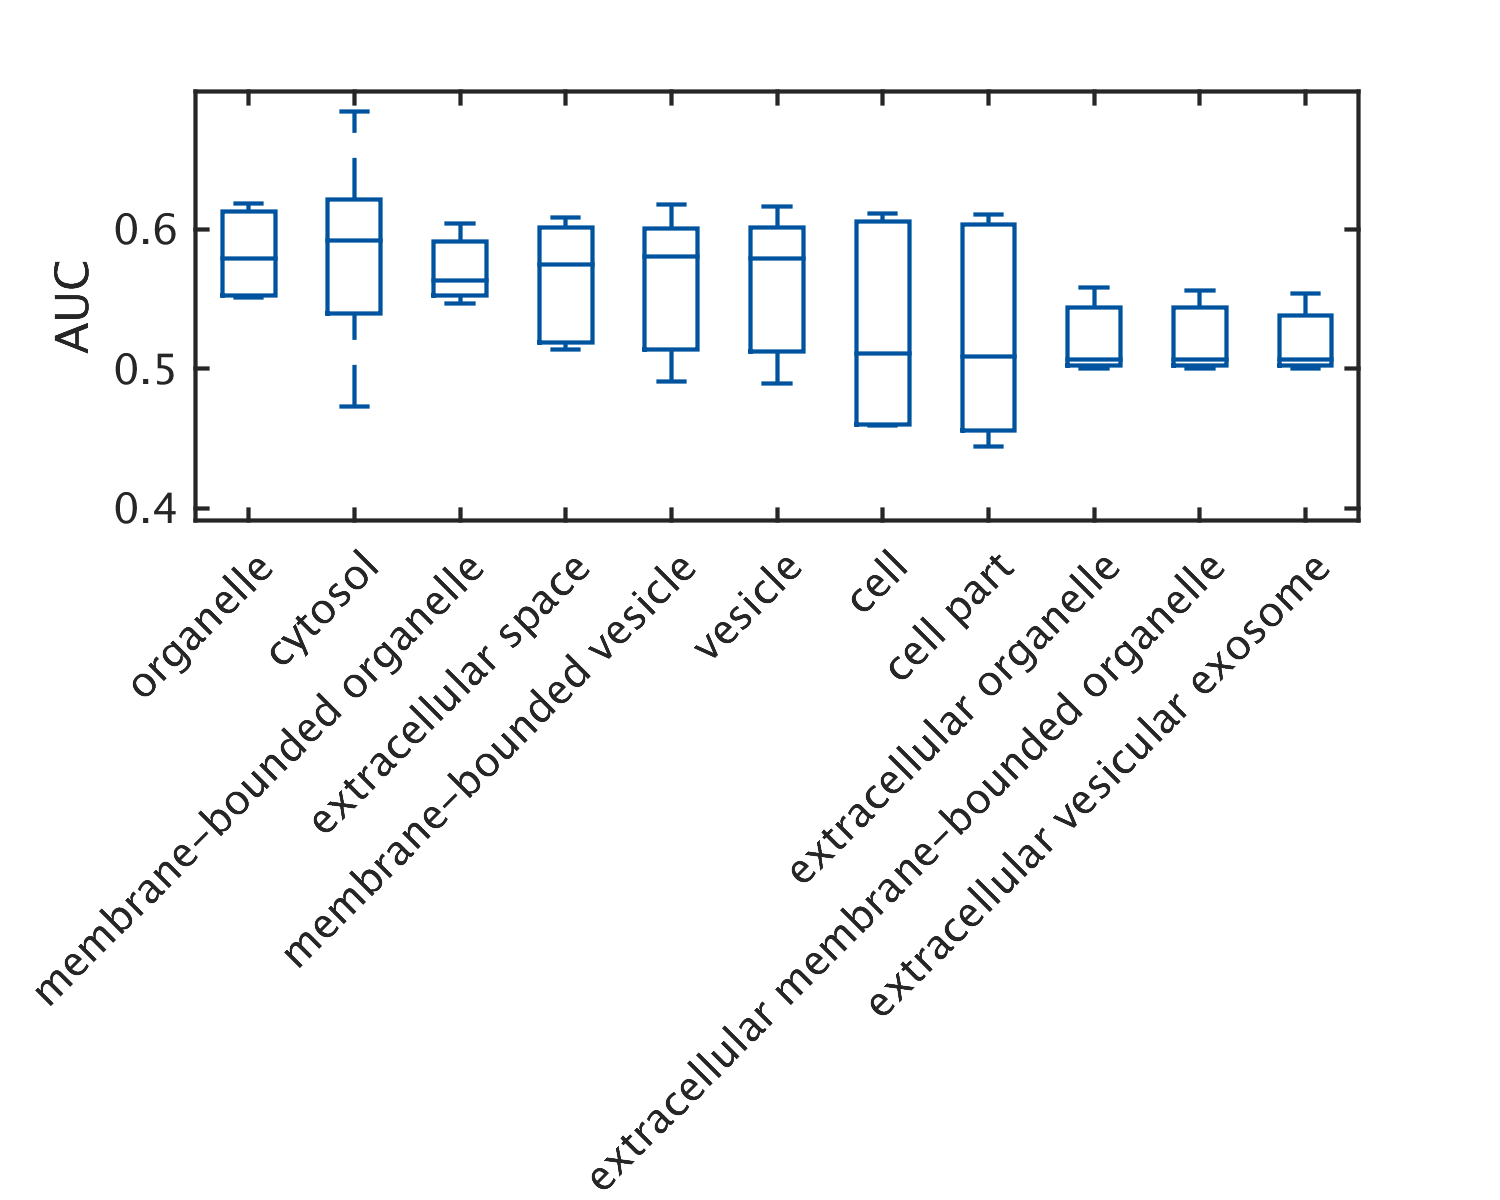 AUC
0.6
0.5
0.4
organelle
cytosol
membrane−bounded organelle
extracellular space
membrane−bounded vesicle
vesicle
cell
cell part
extracellular organelle
extracellular membrane−bounded organelle
extracellular vesicular exosome